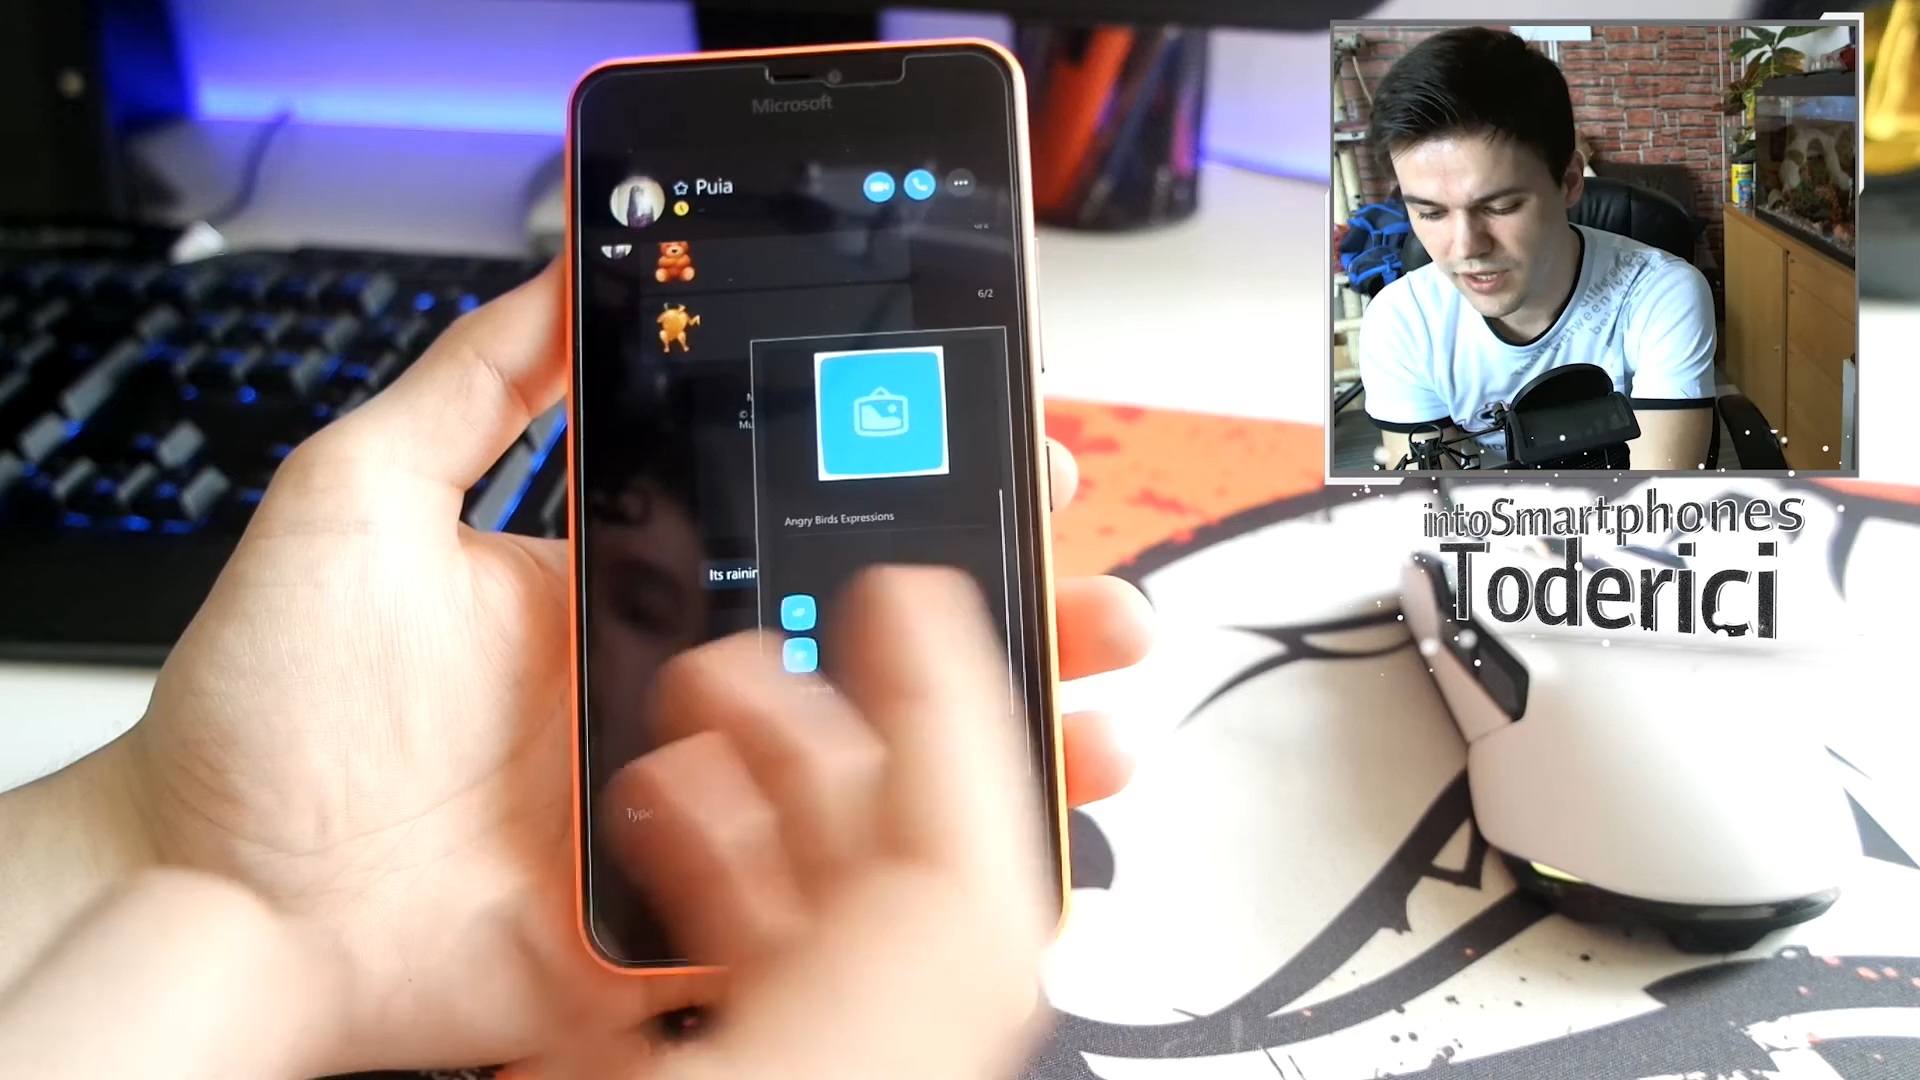 Microsoft
Puia
6/2
Angry Birds Expressions
Its rainin
Type
intoSmartphones
Toderici